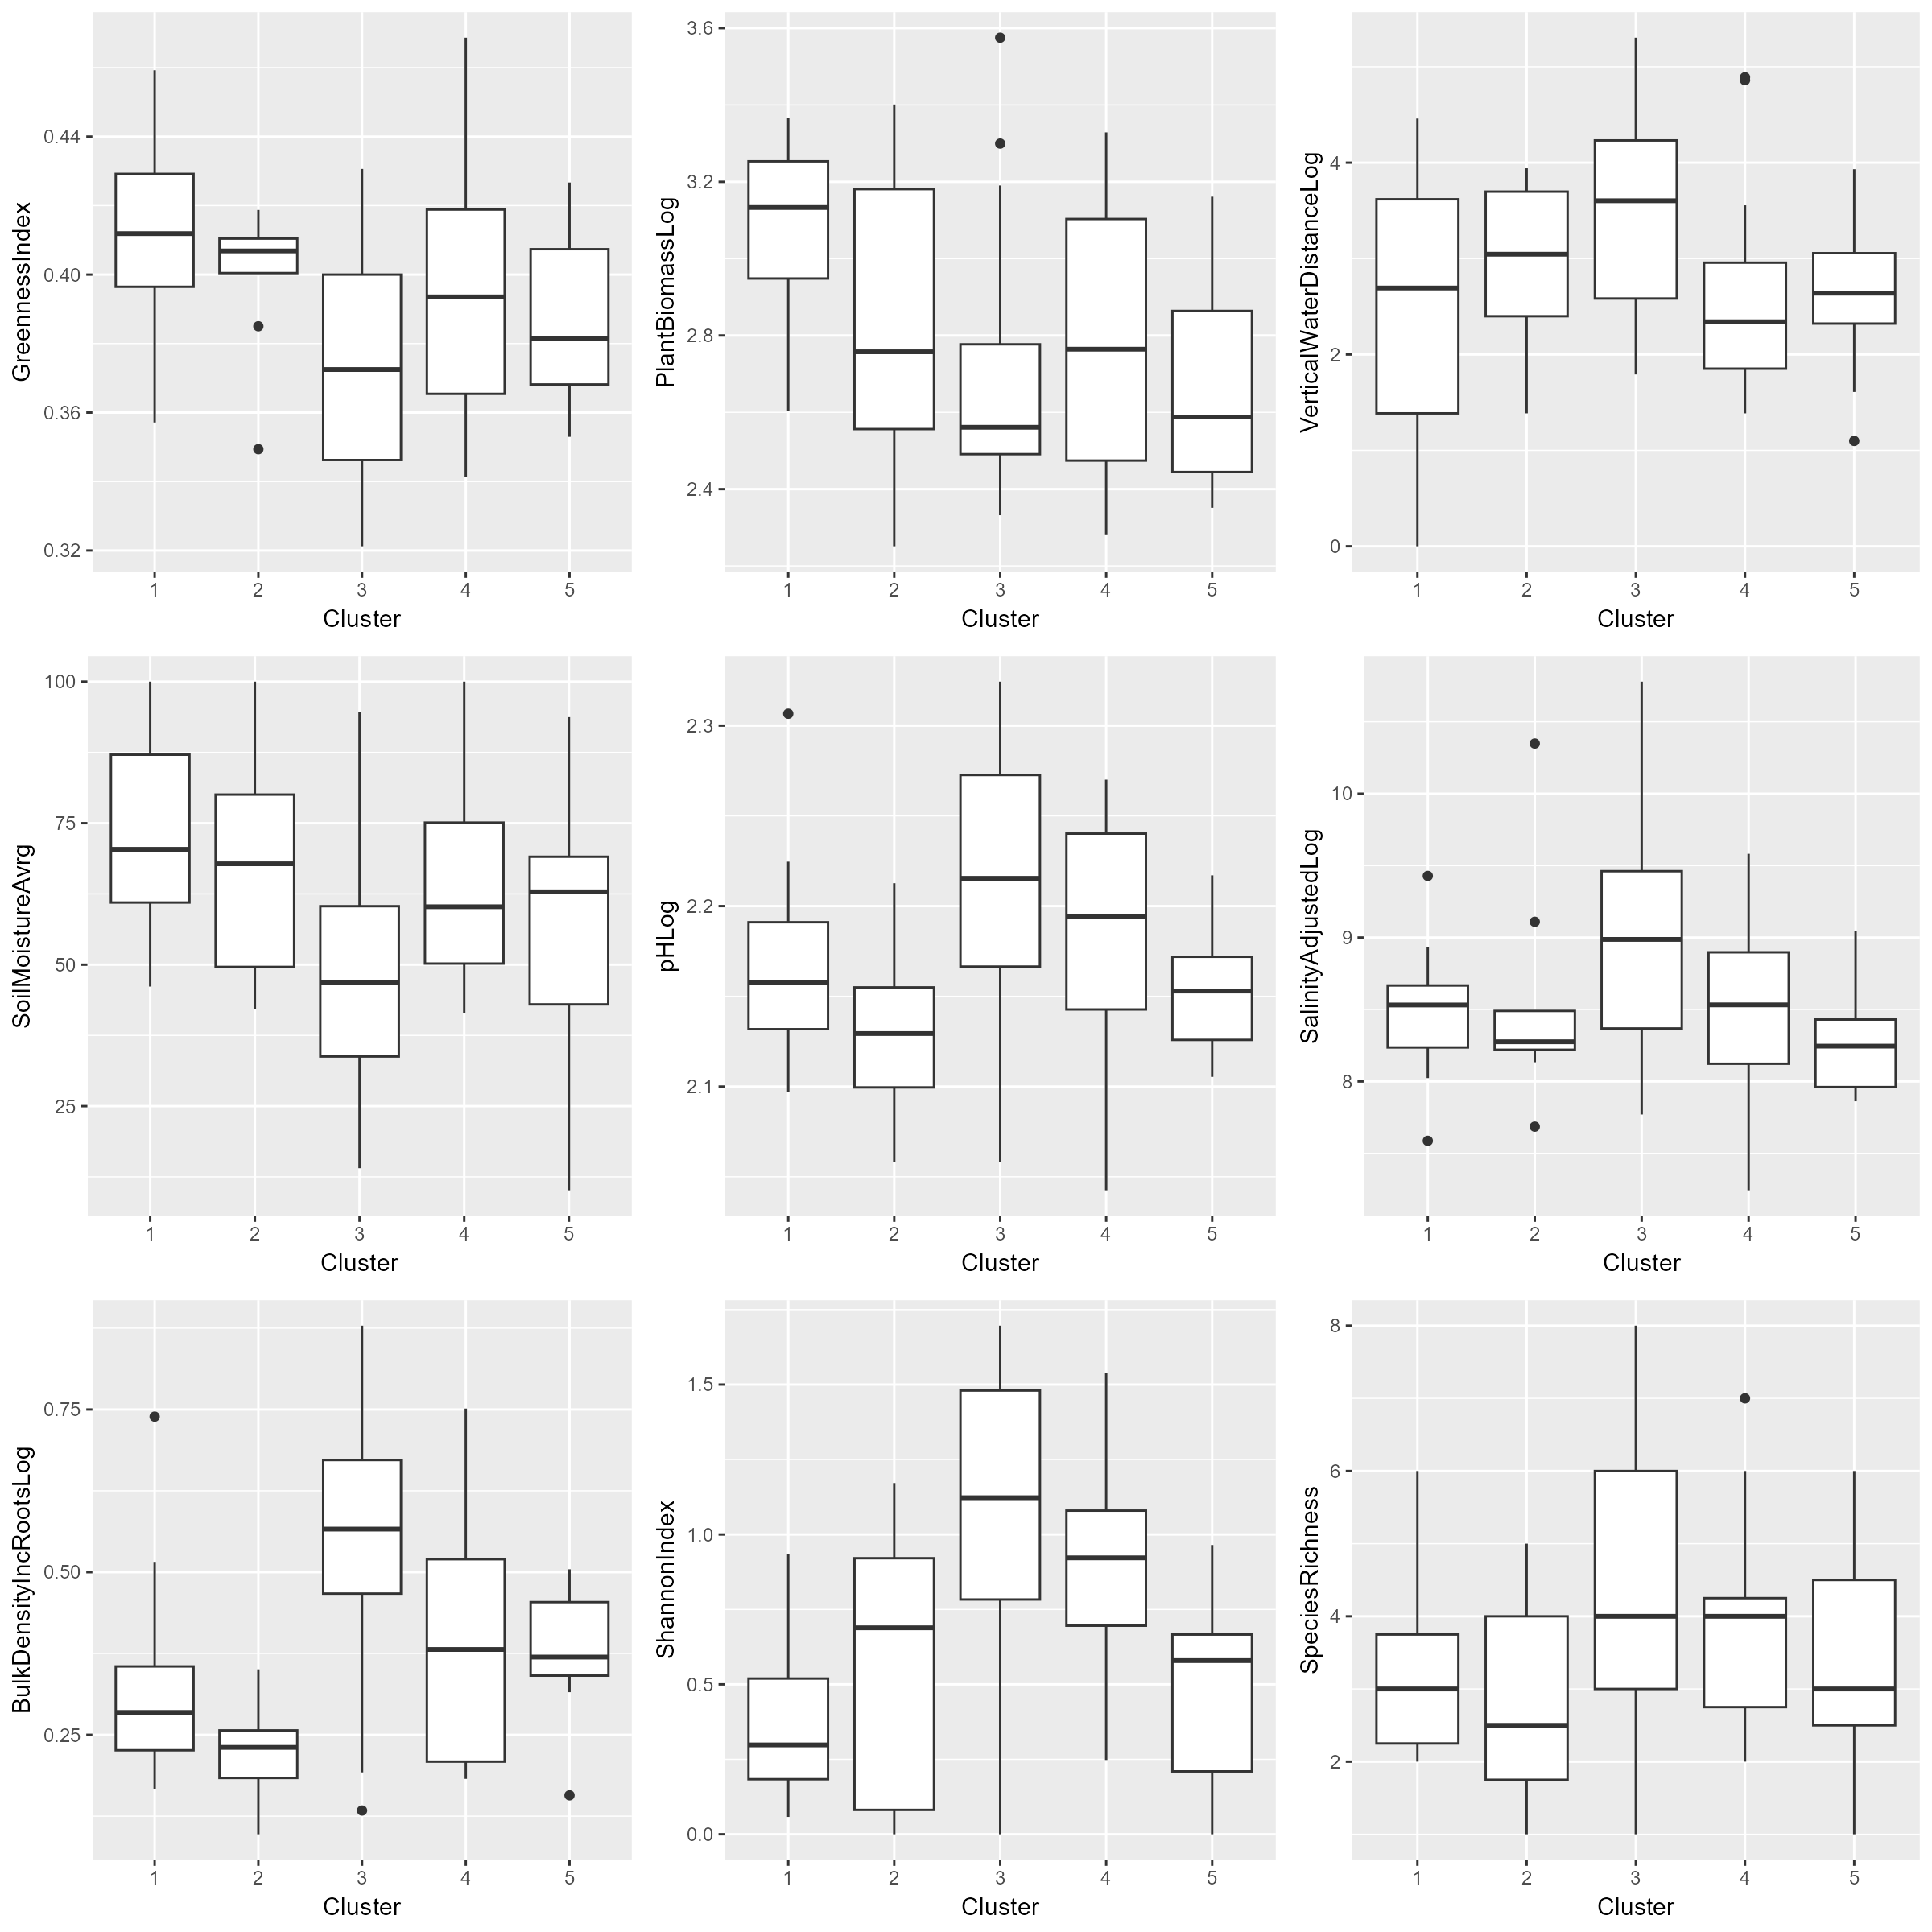 GreennessIndex
0.44
0.40
0.36
0.32
1 2 3 4 5
Cluster
PlantBiomassLog
3.6
3.2
2.8
2.4
1 2 3 4 5
Cluster
VerticalWaterDistanceLog
4
2
0
1 2 3 4 5
Cluster
SoilMoistureAvrg
100
75
50
25
1 2 3 4 5
Cluster
pHLog
2.3
2.2
2.1
1 2 3 4 5
Cluster
SalinityAdjustedLog
10
9
8
1 2 3 4 5
Cluster
BulkDensityIncRootsLog
0.75
0.50
0.25
1 2 3 4 5
Cluster
ShannonIndex
1.5
1.0
0.5
0.0
1 2 3 4 5
Cluster
SpeciesRichness
8
6
4
2
1 2 3 4 5
Cluster